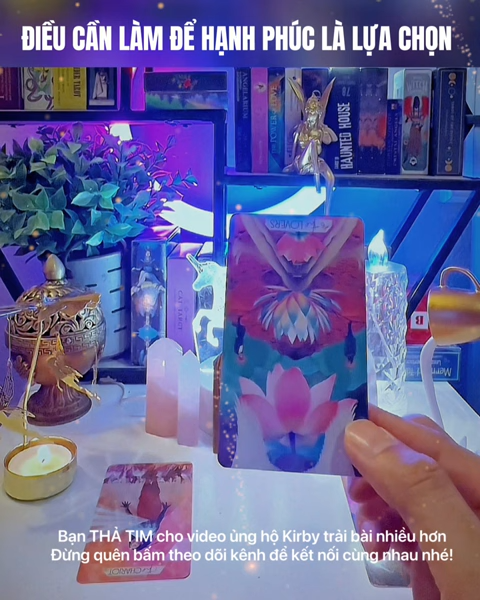 ĐIỀU CẦN LÀM ĐỂ HẠNH PHÚC LÀ LỰA CHỌN
HAUNTED HOUSE
LOVERS
B
Bạn THẢ TIM cho video ủng hộ Kirby trải bài nhiều hơn
Đừng quên bấm theo dõi kênh để kết nối cùng nhau nhé!